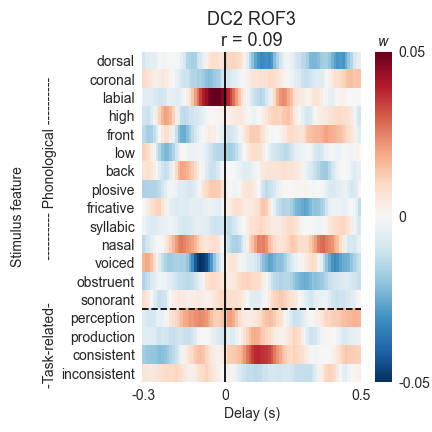 DC2 ROF3
r = 0.09
w
dorsal
coronal
labial
high
front
low
back
plosive
fricative
syllabic
nasal
voiced
obstruent
sonorant
perception
production
consistent
inconsistent
Stimulus feature
---------- Phonological ----------
-Task-related-
0.05
0
-0.05
-0.3
0
0.5
Delay (s)